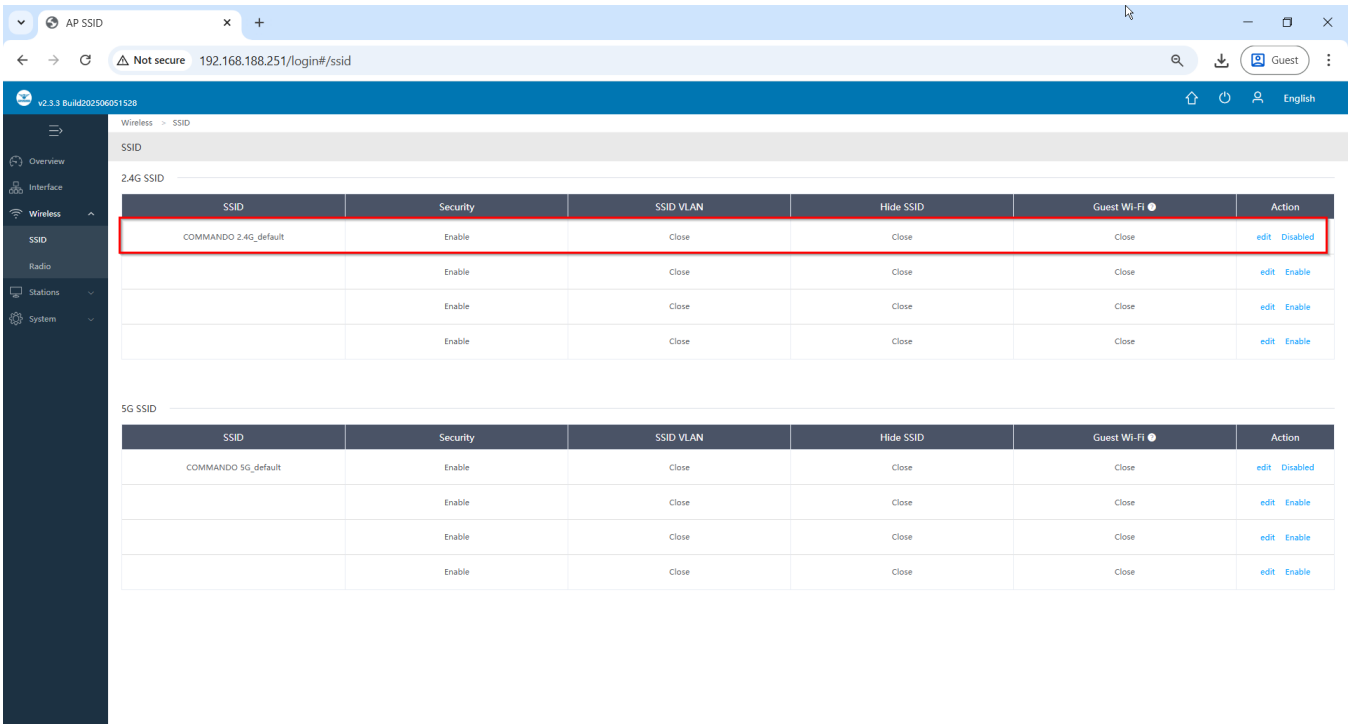 AP SSID
Not secure 192.168.188.251/login#/ssid Guest
v2.3.3 Build202506051528 English
Wireless > SSID
SSID
Overview
Interface
Wireless
SSID
Radio
Stations
System
2.4G SSID
SSID Security SSID VLAN Hide SSID Guest Wi-Fi Action
COMMANDO 2.4G_default Enable Close Close Close edit Disabled
Enable Close Close Close edit Enable
Enable Close Close Close edit Enable
Enable Close Close Close edit Enable
5G SSID
SSID Security SSID VLAN Hide SSID Guest Wi-Fi Action
COMMANDO 5G_default Enable Close Close Close edit Disabled
Enable Close Close Close edit Enable
Enable Close Close Close edit Enable
Enable Close Close Close edit Enable